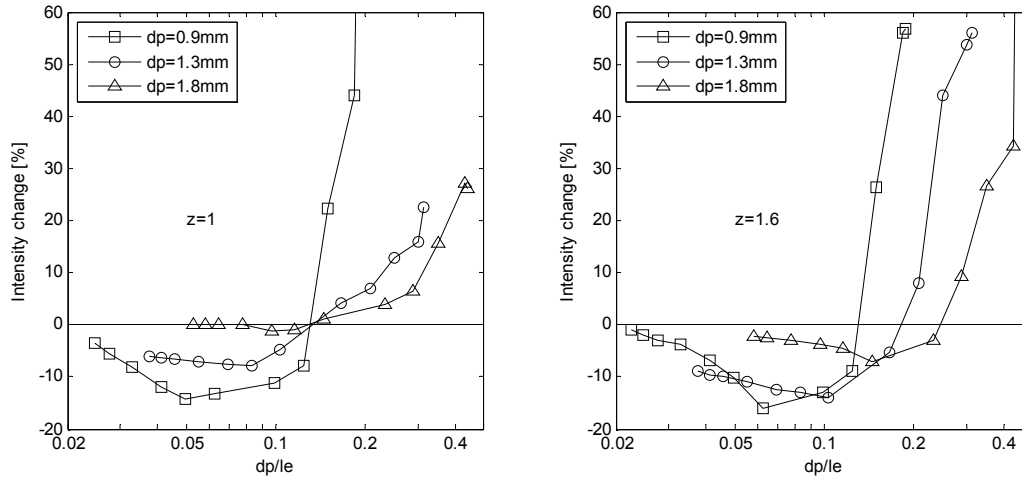 60
50
40
30
20
10
0
-10
-20
Intensity change [%]
dp=0.9mm
dp=1.3mm
dp=1.8mm
z=1
0.02
0.05
0.1
0.2
0.4
dp/le
60
50
40
30
20
10
0
-10
-20
Intensity change [%]
dp=0.9mm
dp=1.3mm
dp=1.8mm
z=1.6
0.02
0.05
0.1
0.2
0.4
dp/le